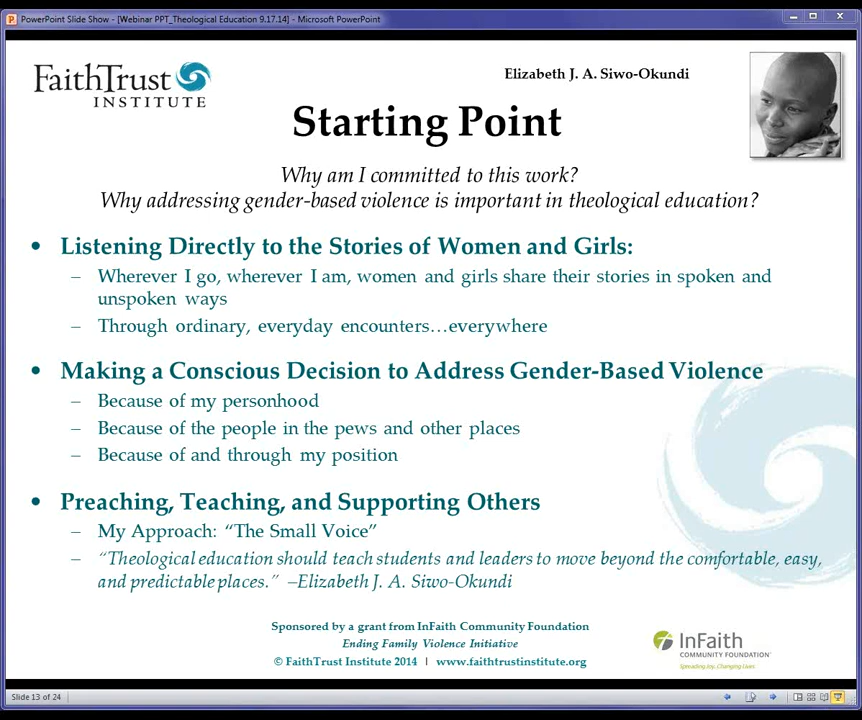 PowerPoint Slide Show - [Webinar PPT_Theological Education 9.17.14] - Microsoft PowerPoint
FaithTrust
INSTITUTE
Elizabeth J. A. Siwo-Okundi
Starting Point
Why am I committed to this work?
Why addressing gender-based violence is important in theological education?
• Listening Directly to the Stories of Women and Girls:
– Wherever I go, wherever I am, women and girls share their stories in spoken and
unspoken ways
– Through ordinary, everyday encounters…everywhere
• Making a Conscious Decision to Address Gender-Based Violence
– Because of my personhood
– Because of the people in the pews and other places
– Because of and through my position
• Preaching, Teaching, and Supporting Others
– My Approach: “The Small Voice”
– “Theological education should teach students and leaders to move beyond the comfortable, easy,
and predictable places.” –Elizabeth J. A. Siwo-Okundi
Sponsored by a grant from InFaith Community Foundation
Ending Family Violence Initiative
© FaithTrust Institute 2014 | www.faithtrustinstitute.org
InFaith
COMMUNITY FOUNDATION
Spreading Joy. Changing Lives.
Slide 13 of 24